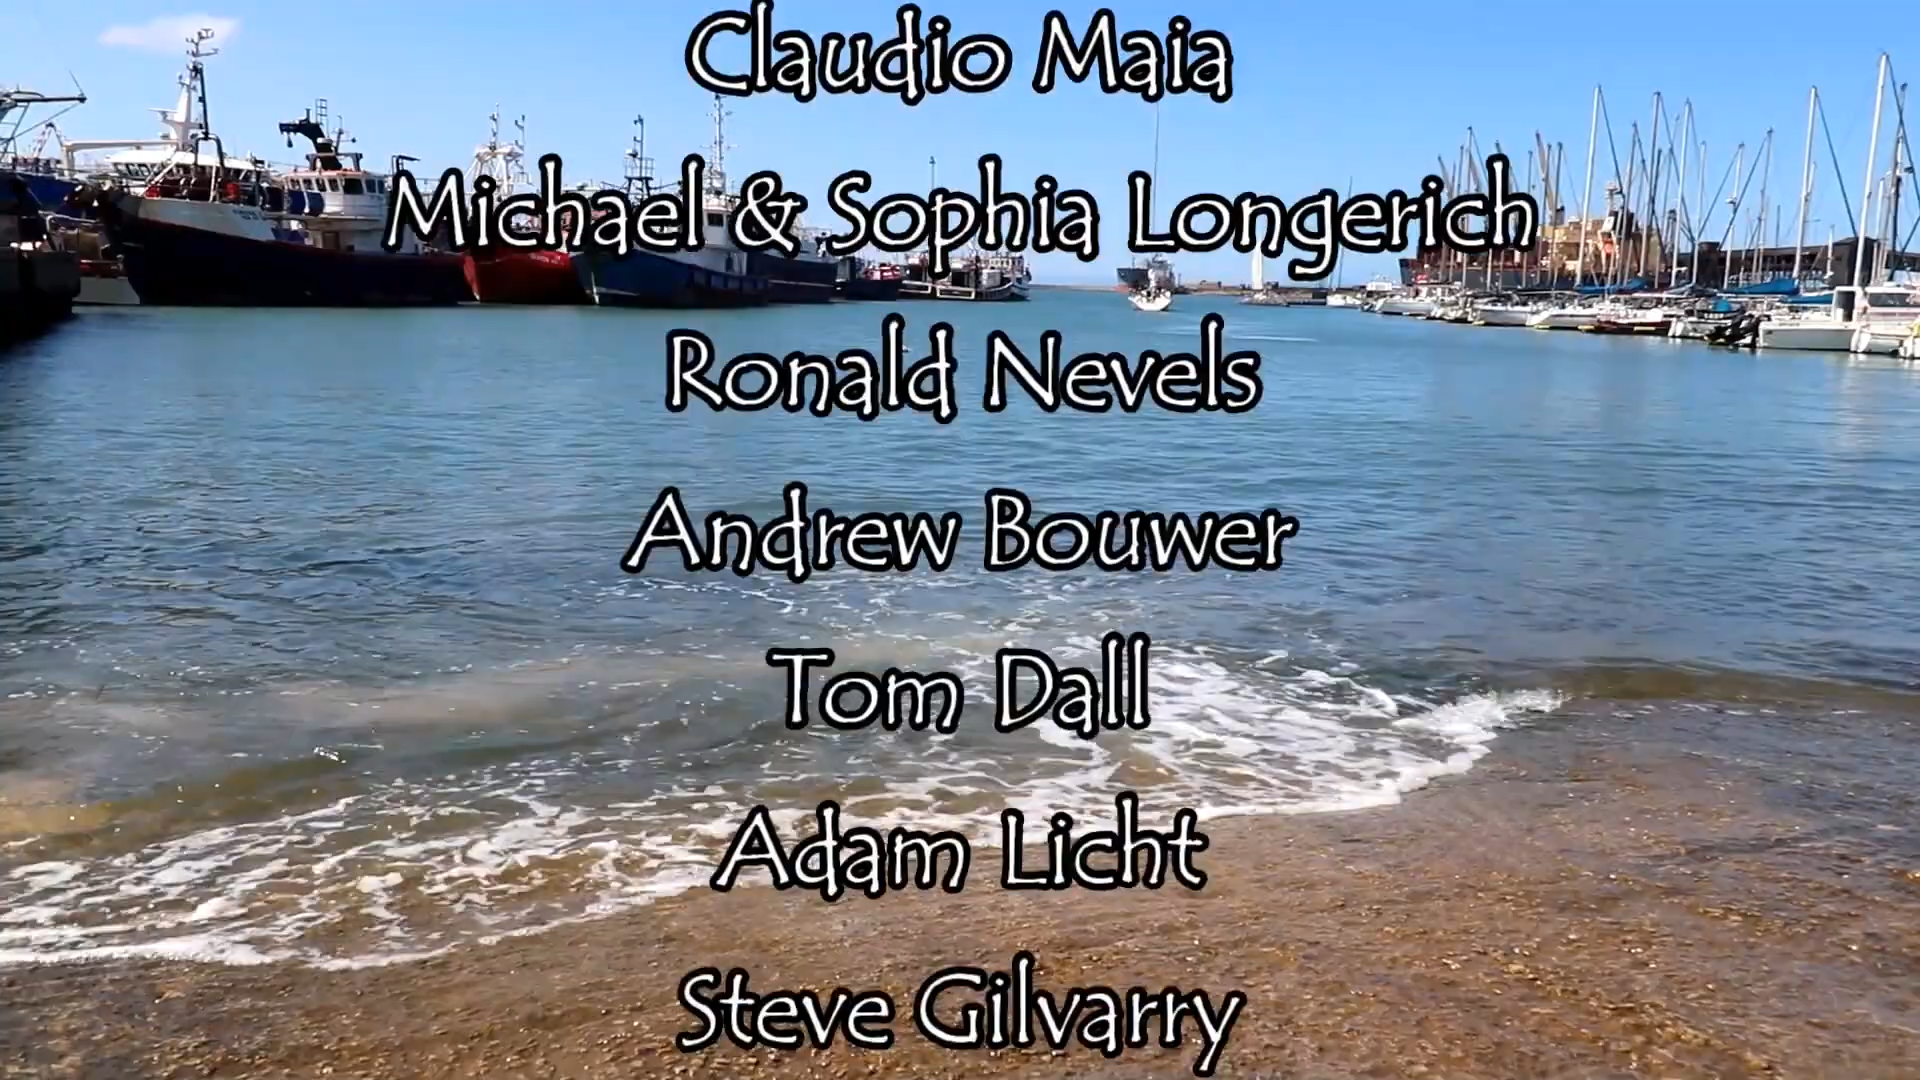 Claudio Maia
Michael & Sophia Longerich
Ronald Nevels
Andrew Bouwer
Tom Dall
Adam Licht
Steve Gilvarry